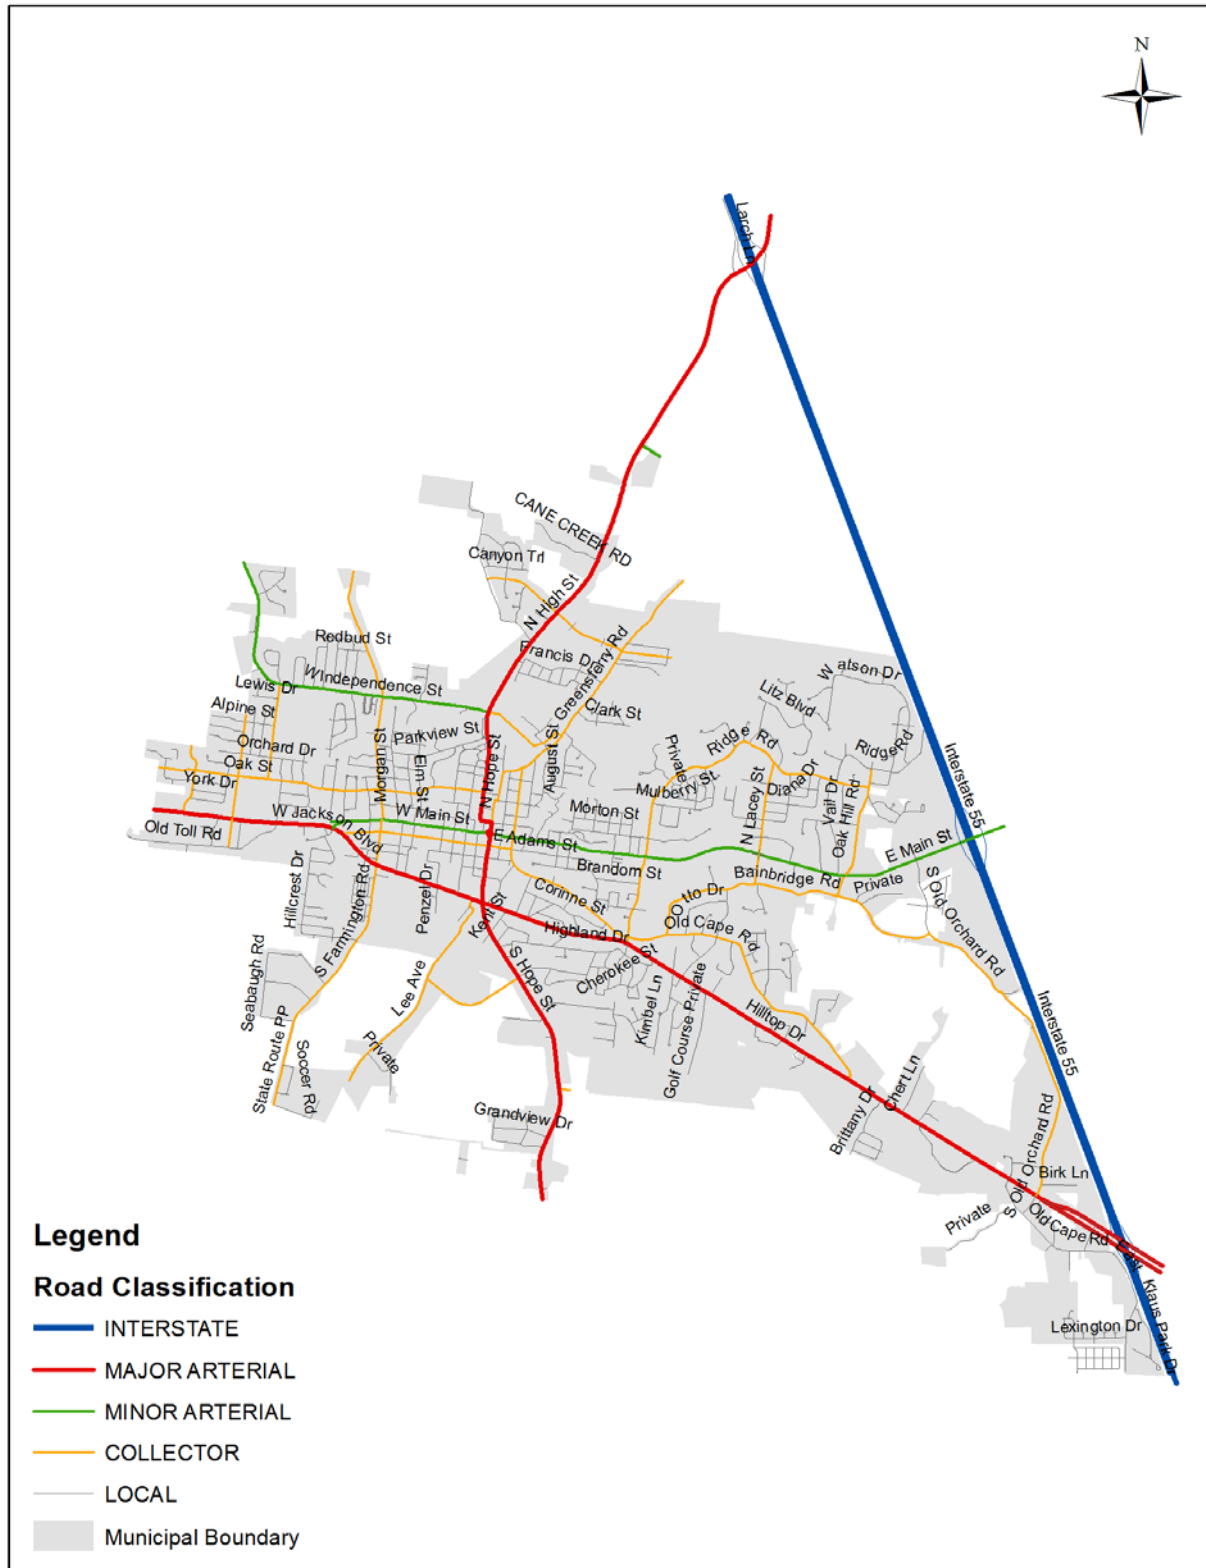 N
Larch Ln
CANE CREEK RD
Canyon Trl
N High St
Redbud St
Francis Dr
Greensferry Rd
W Independence St
Lewis Dr
Alpine St
Clark St
Watson Dr
Litz Blvd
Parkview St
Orchard Dr
Oak St
York Dr
Morgan St
Elm St
N Hope St
August St
Private
Ridge Rd
Ridge Rd
Mulberry St
Diana Dr
Vail Dr
Oak Hill Rd
N Lacey St
Interstate 55
W Jackson Blvd
W Main St
Morton St
Old Toll Rd
E Adams St
E Main St
Brandom St
Bainbridge Rd
Private
Hillcrest Dr
Penzel Dr
Corinne St
Otto Dr
S Old Orchard Rd
Kent St
Highland Dr
Old Cape Rd
S Farmington Rd
Seabaugh Rd
Lee Ave
S Hope St
Cherokee St
Kimbel Ln
Golf Course Private
Hilltop Dr
Interstate 55
State Route PP
Soccer Rd
Private
Grandview Dr
Brittany Dr
Chert Ln
S Old Orchard Rd
Birk Ln
Private
Old Cape Rd
East
Klaus Park Dr
Lexington Dr
Legend
Road Classification
INTERSTATE
MAJOR ARTERIAL
MINOR ARTERIAL
COLLECTOR
LOCAL
Municipal Boundary